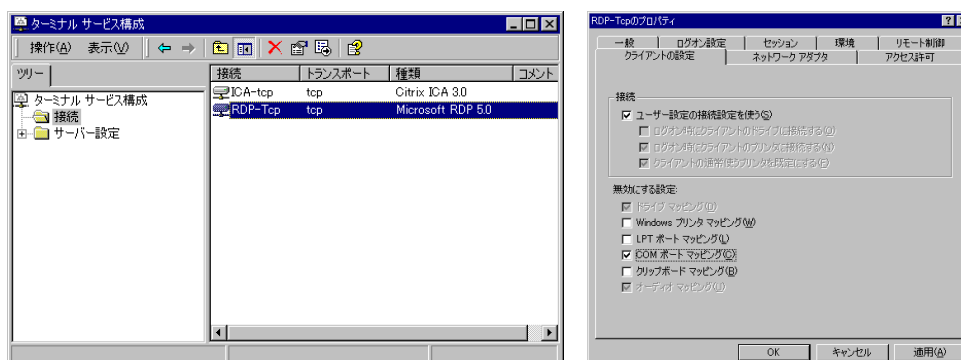 ターミナル サービス構成
操作(A) 表示(V)
ツリー
ターミナル サービス構成
接続
サーバー設定
接続 トランスポート 種類 コメント
ICA-tcp tcp Citrix ICA 3.0
RDP-Tcp tcp Microsoft RDP 5.0
RDP-Tcpのプロパティ
一般 ログオン設定 セッション 環境 リモート制御
クライアントの設定 ネットワーク アダプタ アクセス許可
接続
ユーザー設定の接続設定を使う(S)
ログオン時にクライアントのドライブに接続する(O)
ログオン時にクライアントのプリンタに接続する(N)
クライアントの通常使うプリンタを既定にする(F)
無効にする設定:
ドライブ マッピング(D)
Windows プリンタ マッピング(W)
LPT ポート マッピング(L)
COM ポート マッピング(C)
クリップボード マッピング(B)
オーディオ マッピング(U)
OK キャンセル 適用(A)